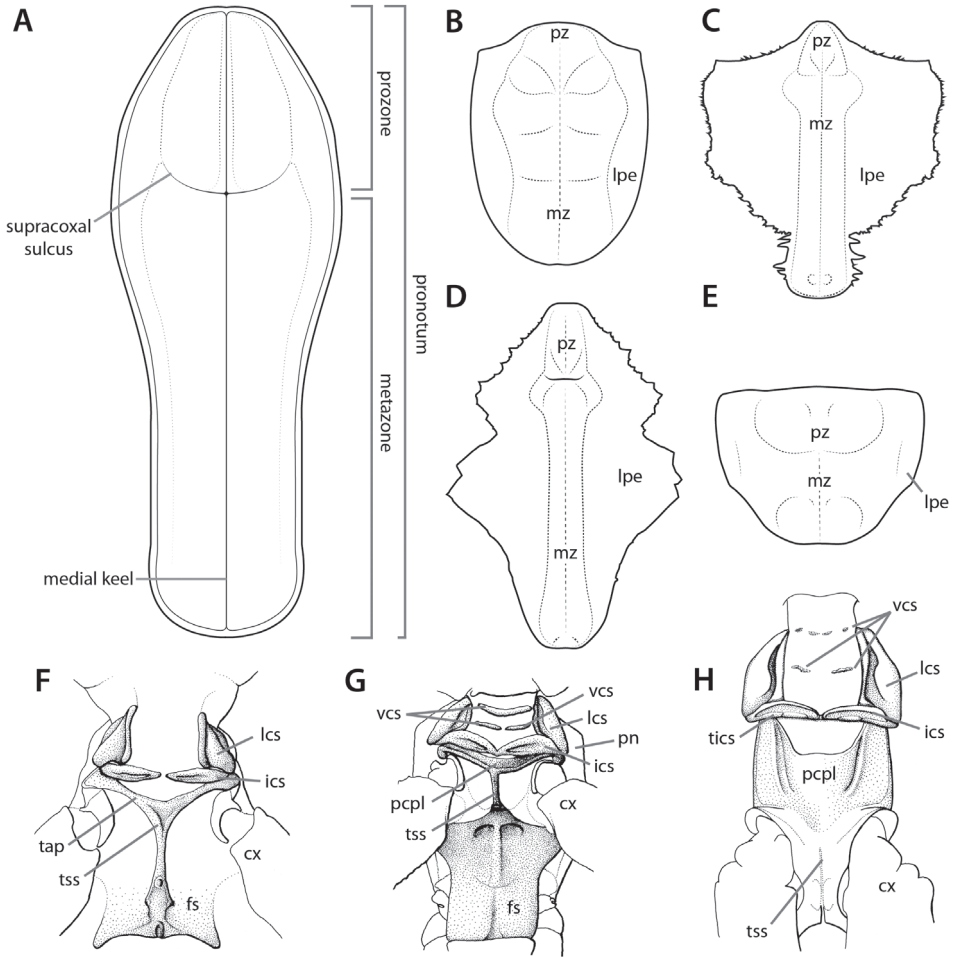 A
prozone
supracoxal
sulcus
pronotum
metazone
medial keel
B
pz
lpe
mz
C
pz
mz
lpe
D
pz
lpe
mz
E
pz
mz
lpe
F
lcs
ics
tap
tss
cx
fs
G
vcs
vcs
lcs
pn
ics
pcpl
cx
tss
fs
H
vcs
lcs
tics
ics
pcpl
cx
tss